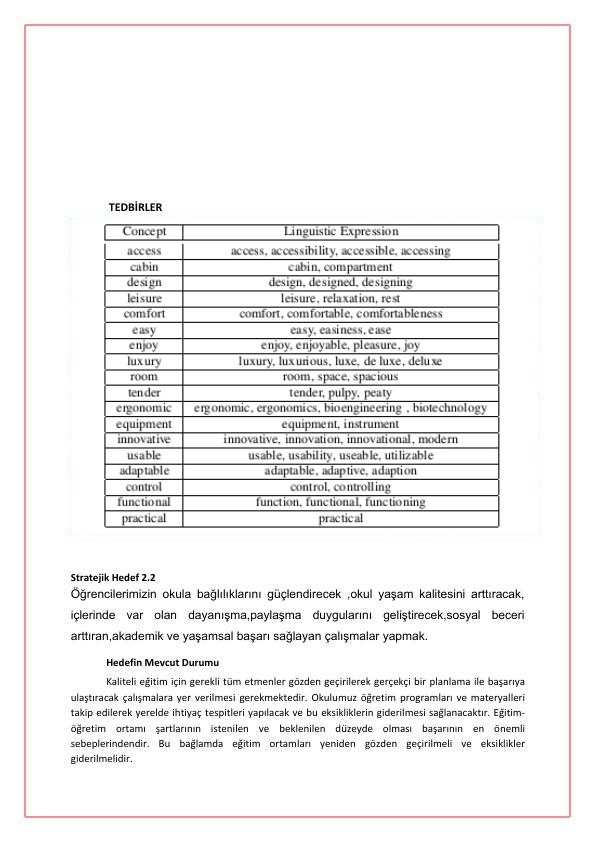 TEDBİRLER
Concept Linguistic Expression
access access, accessibility, accessible, accessing
cabin cabin, compartment
design design, designed, designing
leisure leisure, relaxation, rest
comfort comfort, comfortable, comfortableness
easy easy, easiness, ease
enjoy enjoy, enjoyable, pleasure, joy
luxury luxury, luxurious, luxe, de luxe, deluxe
room room, space, spacious
tender tender, pulpy, peaty
ergonomic ergonomic, ergonomics, bioengineering , biotechnology
equipment equipment, instrument
innovative innovative, innovation, innovational, modern
usable usable, usability, useable, utilizable
adaptable adaptable, adaptive, adaption
control control, controlling
functional function, functional, functioning
practical practical
Stratejik Hedef 2.2
Öğrencilerimizin okula bağlılıklarını güçlendirecek ,okul yaşam kalitesini arttıracak,
içlerinde var olan dayanışma,paylaşma duygularını geliştirecek,sosyal beceri
arttıran,akademik ve yaşamsal başarı sağlayan çalışmalar yapmak.
Hedefin Mevcut Durumu
Kaliteli eğitim için gerekli tüm etmenler gözden geçirilerek gerçekçi bir planlama ile başarıya
ulaştıracak çalışmalara yer verilmesi gerekmektedir. Okulumuz öğretim programları ve materyalleri
takip edilerek yerelde ihtiyaç tespitleri yapılacak ve bu eksikliklerin giderilmesi sağlanacaktır. Eğitim-
öğretim ortamı şartlarının istenilen ve beklenilen düzeyde olması başarının en önemli
sebeplerindendir. Bu bağlamda eğitim ortamları yeniden gözden geçirilmeli ve eksiklikler
giderilmelidir.